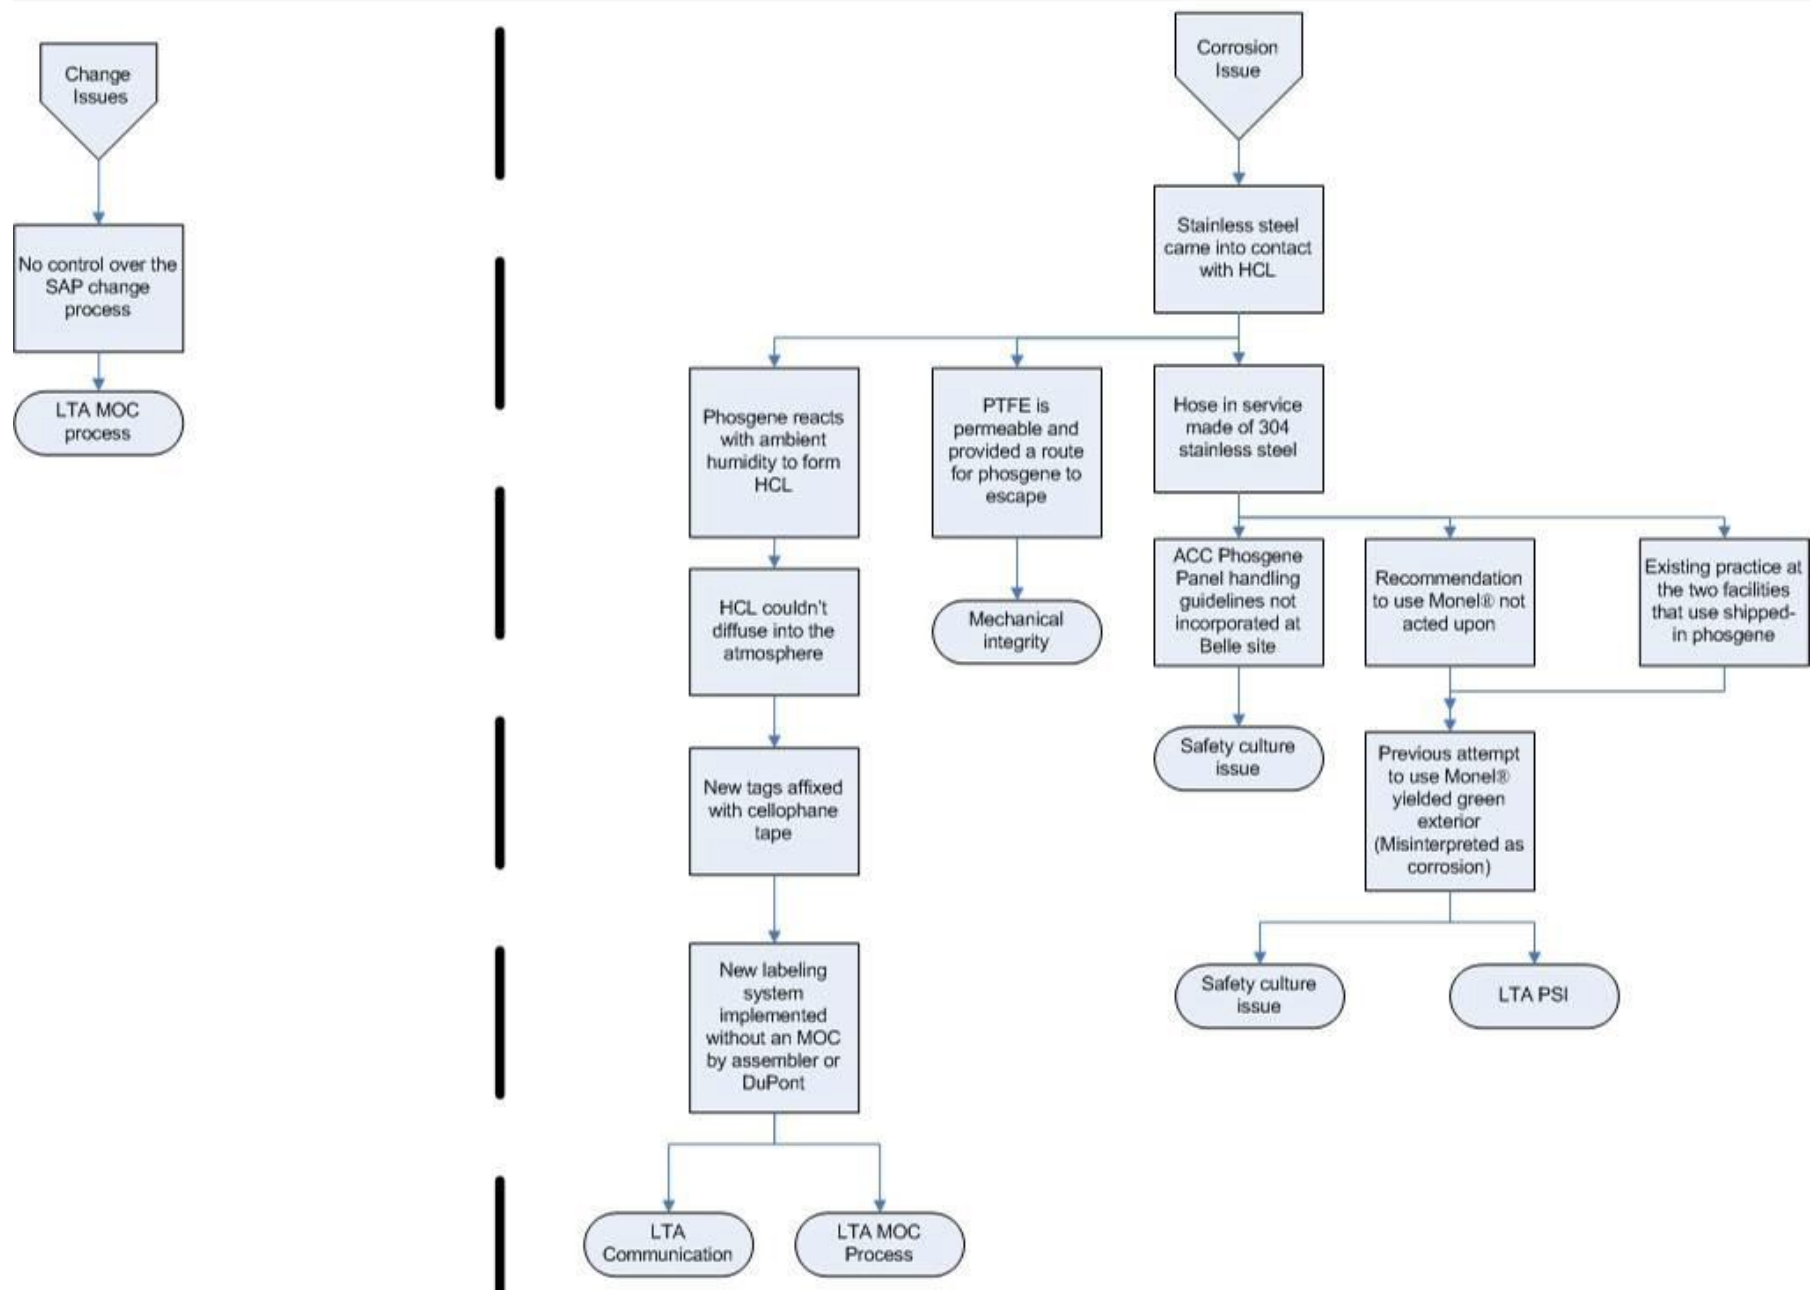 Change
Issues
No control over the
SAP change
process
LTA MOC
process
Corrosion
Issue
Stainless steel
came into contact
with HCL
Phosgene reacts
with ambient
humidity to form
HCL
PTFE is
permeable and
provided a route
for phosgene to
escape
Hose in service
made of 304
stainless steel
HCL couldn't
diffuse into the
atmosphere
Mechanical
integrity
ACC Phosgene
Panel handling
guidelines not
incorporated at
Belle site
Recommendation
to use Monel® not
acted upon
Existing practice at
the two facilities
that use shipped-
in phosgene
New tags affixed
with cellophane
tape
Safety culture
issue
Previous attempt
to use Monel®
yielded green
exterior
(Misinterpreted as
corrosion)
New labeling
system
implemented
without an MOC
by assembler or
DuPont
Safety culture
issue
LTA PSI
LTA
Communication
LTA MOC
Process